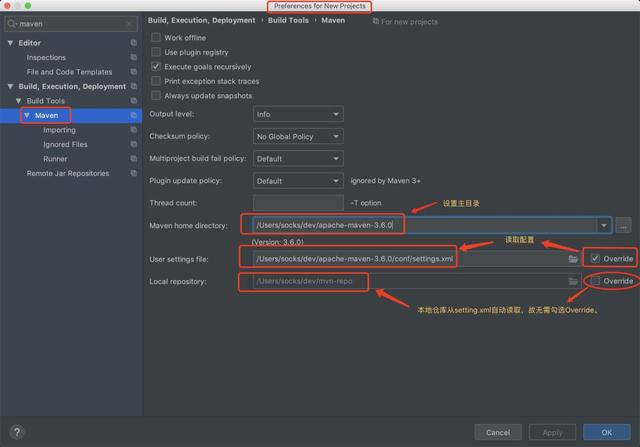 Preferences for New Projects
maven
Build, Execution, Deployment › Build Tools › Maven
For new projects
Editor
Inspections
File and Code Templates
Build, Execution, Deployment
Build Tools
Maven
Importing
Ignored Files
Runner
Remote Jar Repositories
Work offline
Use plugin registry
Execute goals recursively
Print exception stack traces
Always update snapshots
Output level: Info
Checksum policy: No Global Policy
Multiproject build fail policy: Default
Plugin update policy: Default ignored by Maven 3+
Thread count: -T option
设置主目录
Maven home directory: /Users/socks/dev/apache-maven-3.6.0 ...
(Version: 3.6.0)
读取配置
User settings file: /Users/socks/dev/apache-maven-3.6.0/conf/settings.xml Override
Local repository: /Users/socks/dev/mvn-repo Override
本地仓库从setting.xml自动读取，故无需勾选Override。
?
Cancel
Apply
OK